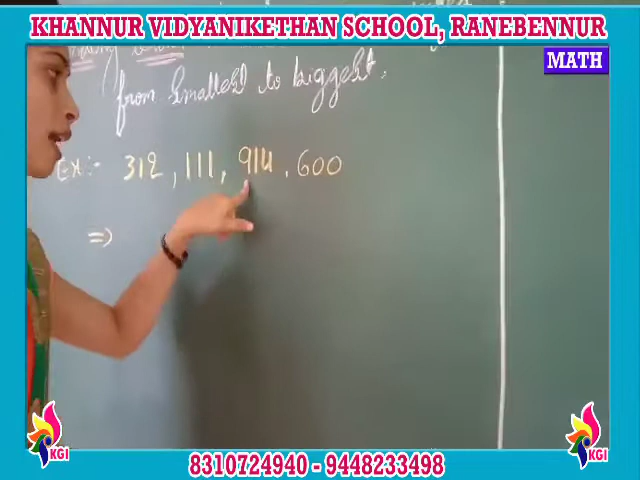 KHANNUR VIDYANIKETHAN SCHOOL, RANEBENNUR
MATH
from smallest to biggest.
Ex:- 312, 111, 914, 600
⇒
KGI
KGI
8310724940 - 9448233498